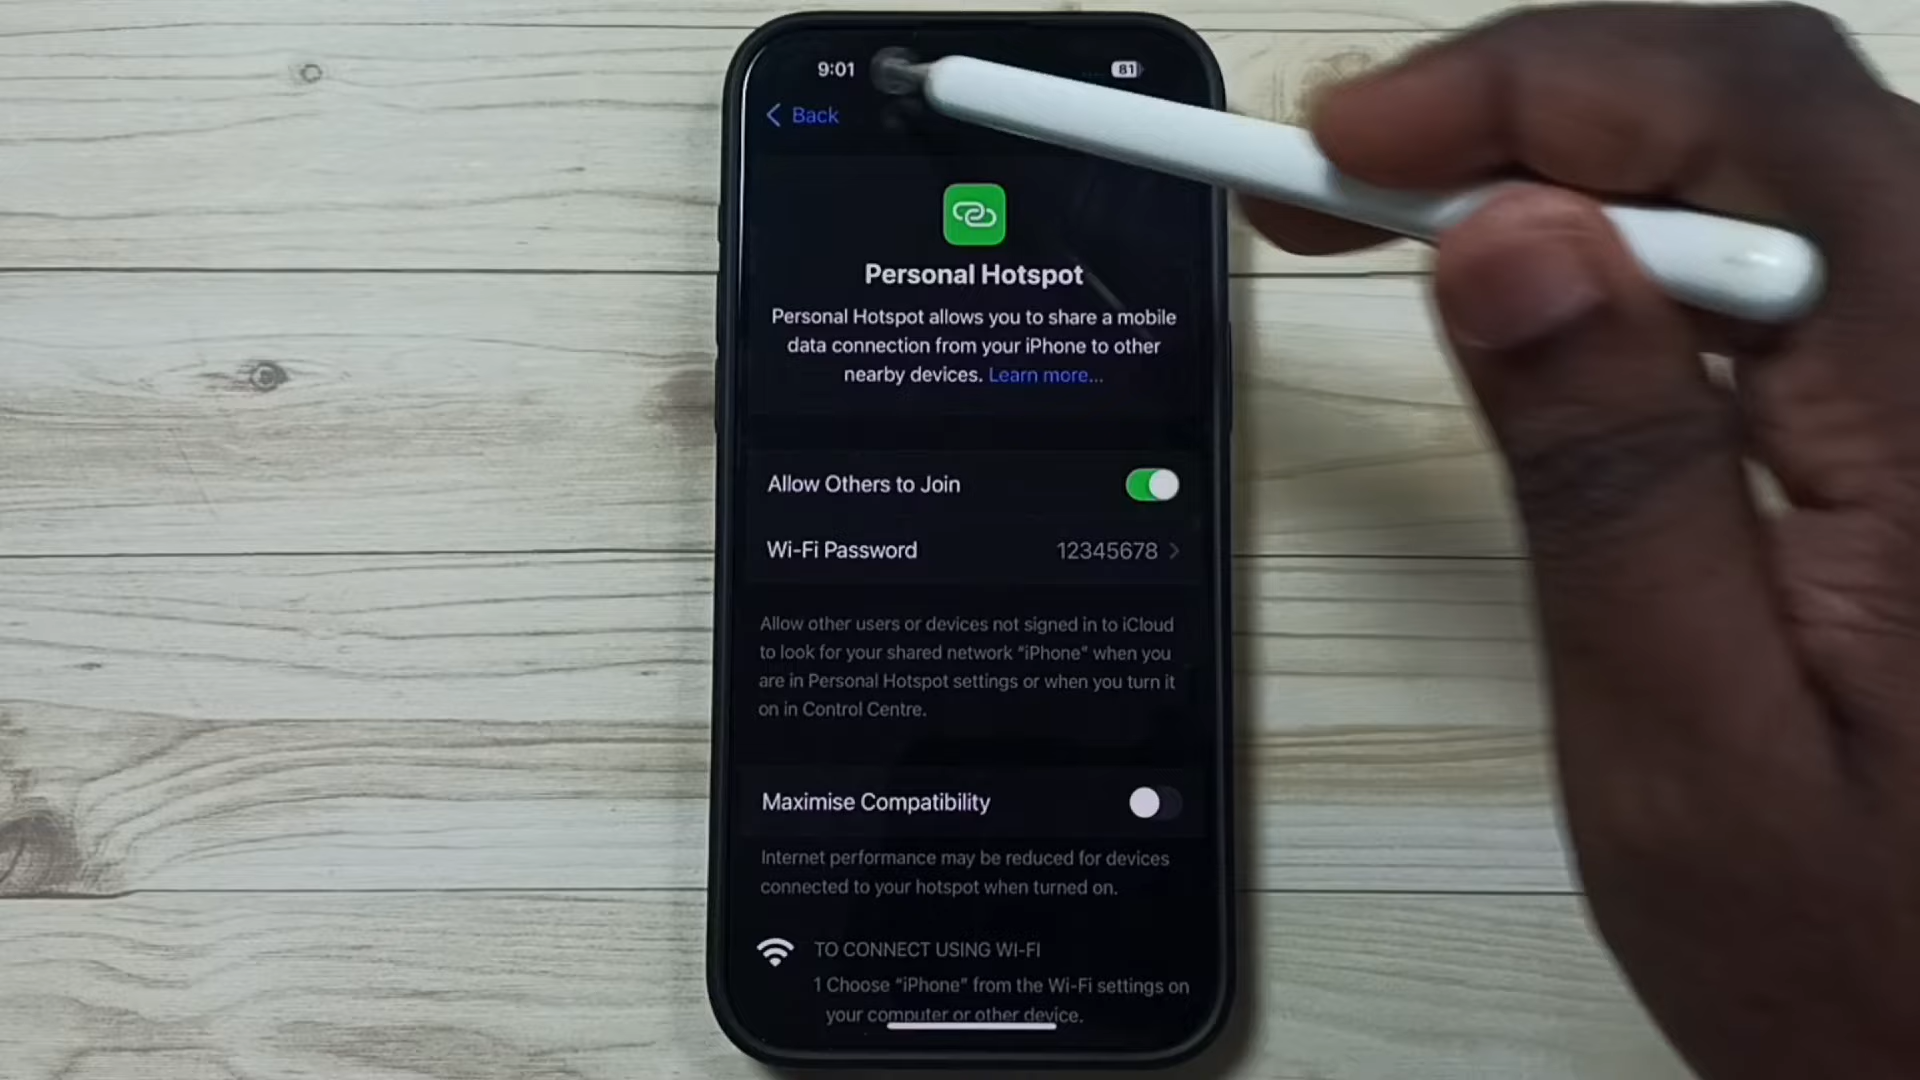 9:01
81
Back
Personal Hotspot
Personal Hotspot allows you to share a mobile
data connection from your iPhone to other
nearby devices. Learn more...
Allow Others to Join
Wi-Fi Password 12345678
Allow other users or devices not signed in to iCloud
to look for your shared network "iPhone" when you
are in Personal Hotspot settings or when you turn it
on in Control Centre.
Maximise Compatibility
Internet performance may be reduced for devices
connected to your hotspot when turned on.
TO CONNECT USING WI-FI
1 Choose "iPhone" from the Wi-Fi settings on
your computer or other device.